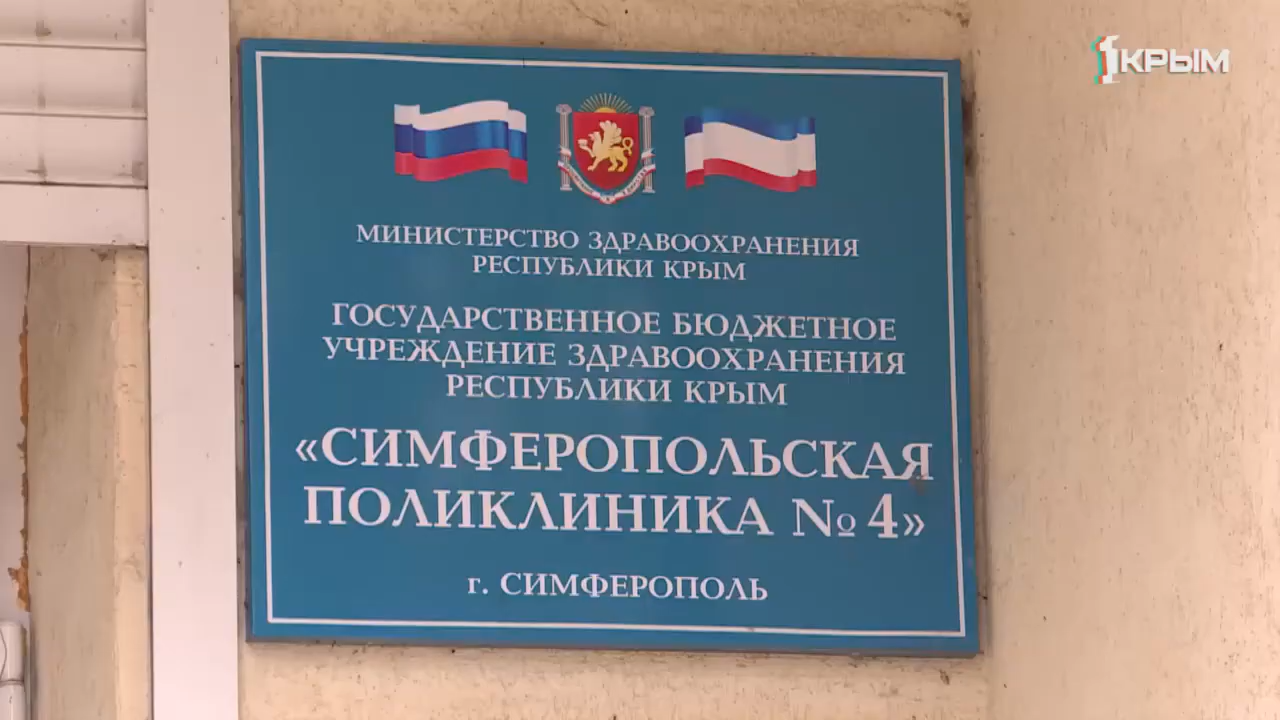 1КРЫМ
МИНИСТЕРСТВО ЗДРАВООХРАНЕНИЯ
РЕСПУБЛИКИ КРЫМ
ГОСУДАРСТВЕННОЕ БЮДЖЕТНОЕ
УЧРЕЖДЕНИЕ ЗДРАВООХРАНЕНИЯ
РЕСПУБЛИКИ КРЫМ
«СИМФЕРОПОЛЬСКАЯ
ПОЛИКЛИНИКА № 4»
г. СИМФЕРОПОЛЬ